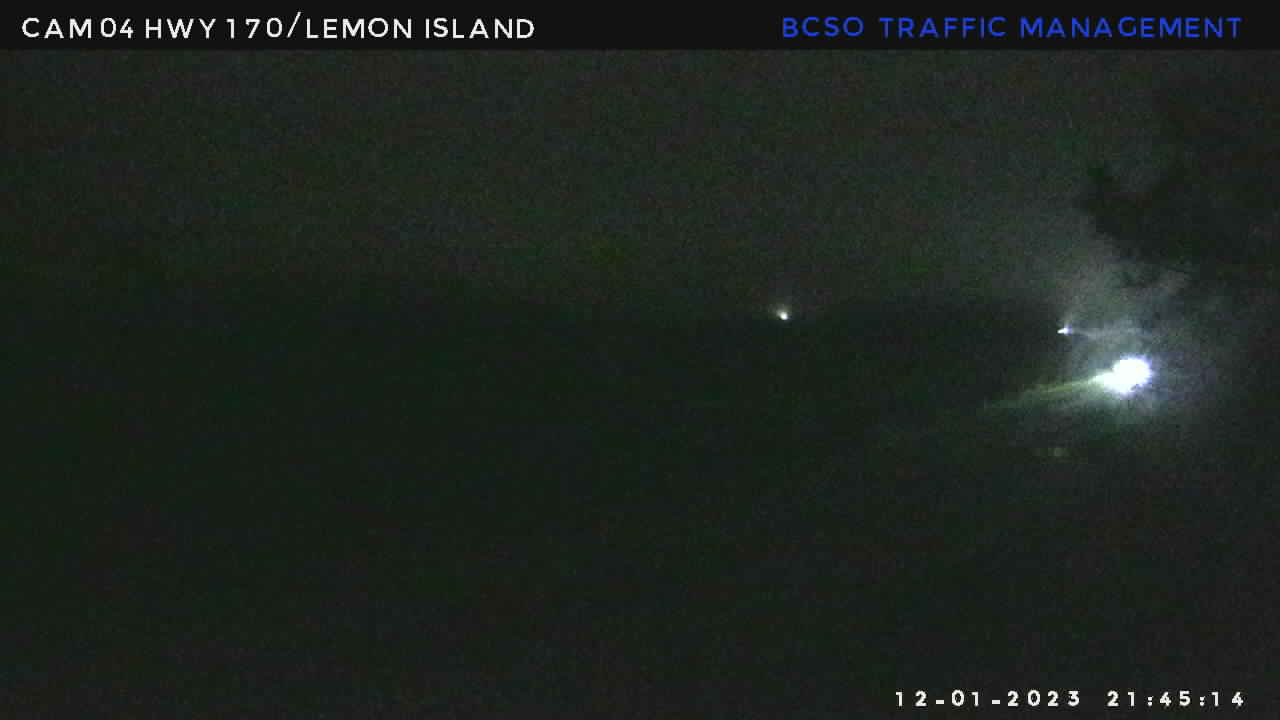 CAM04 HWY 170/LEMON ISLAND
BCSO TRAFFIC MANAGEMENT
12-01-2023 21:45:14